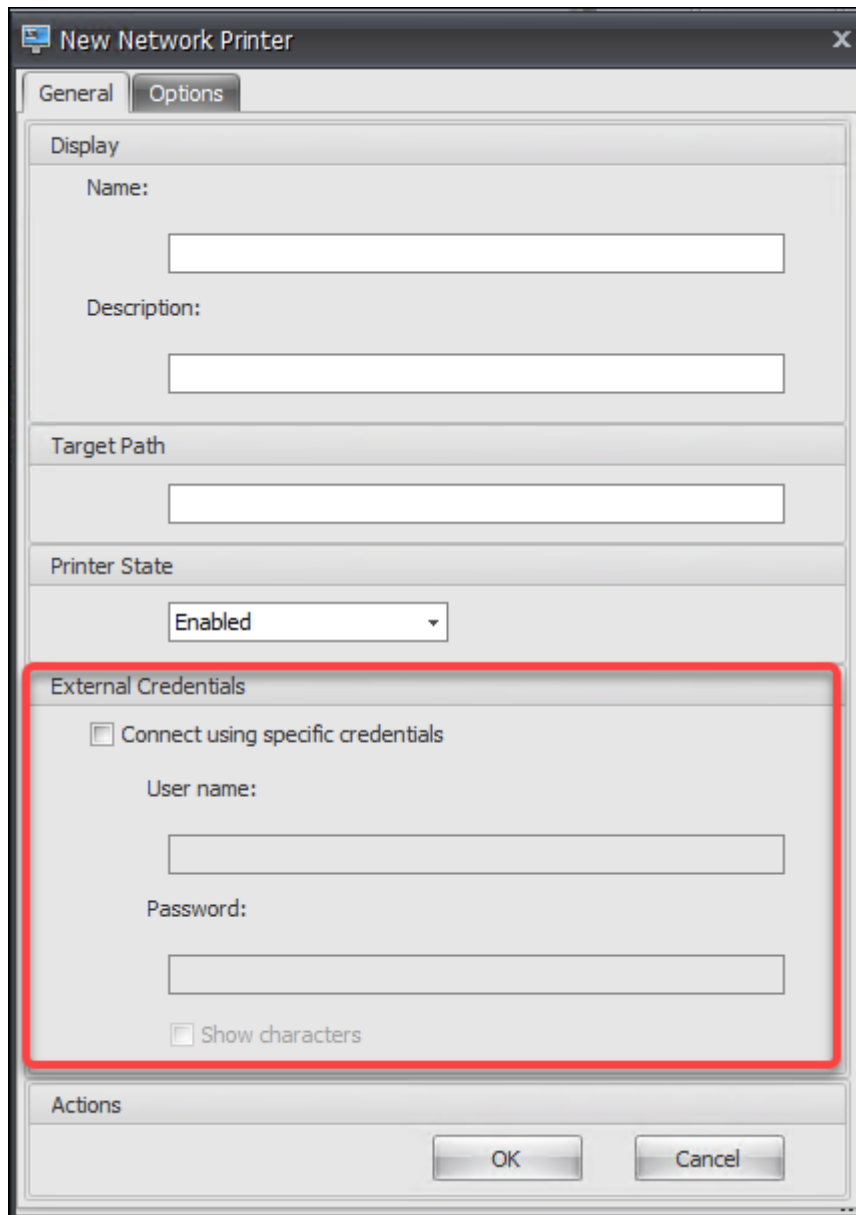 New Network Printer
General Options
Display
Name:
Description:
Target Path
Printer State
Enabled
External Credentials
Connect using specific credentials
User name:
Password:
Show characters
Actions
OK Cancel